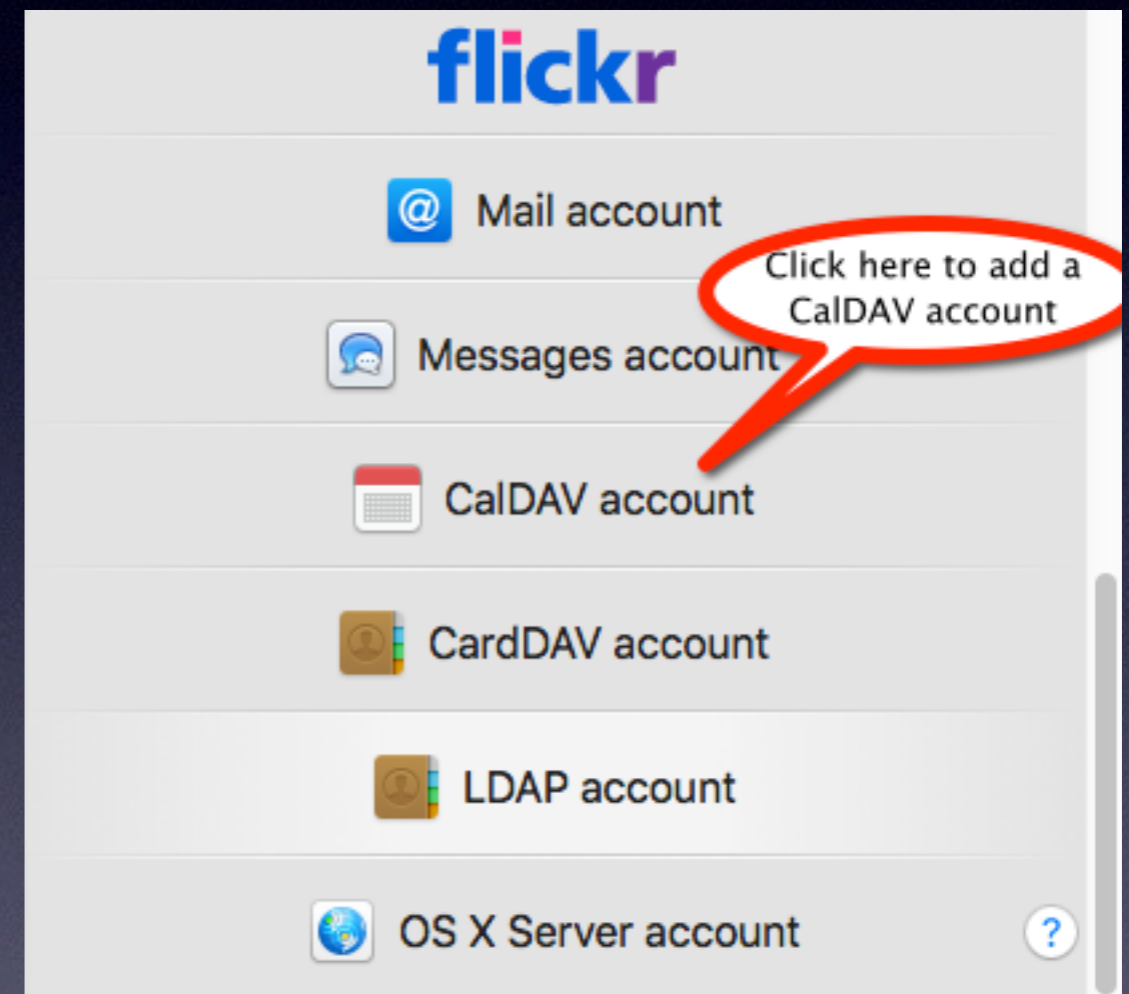 flickr
@ Mail account
Click here to add a
CalDAV account
Messages account
CalDAV account
CardDAV account
LDAP account
OS X Server account
?